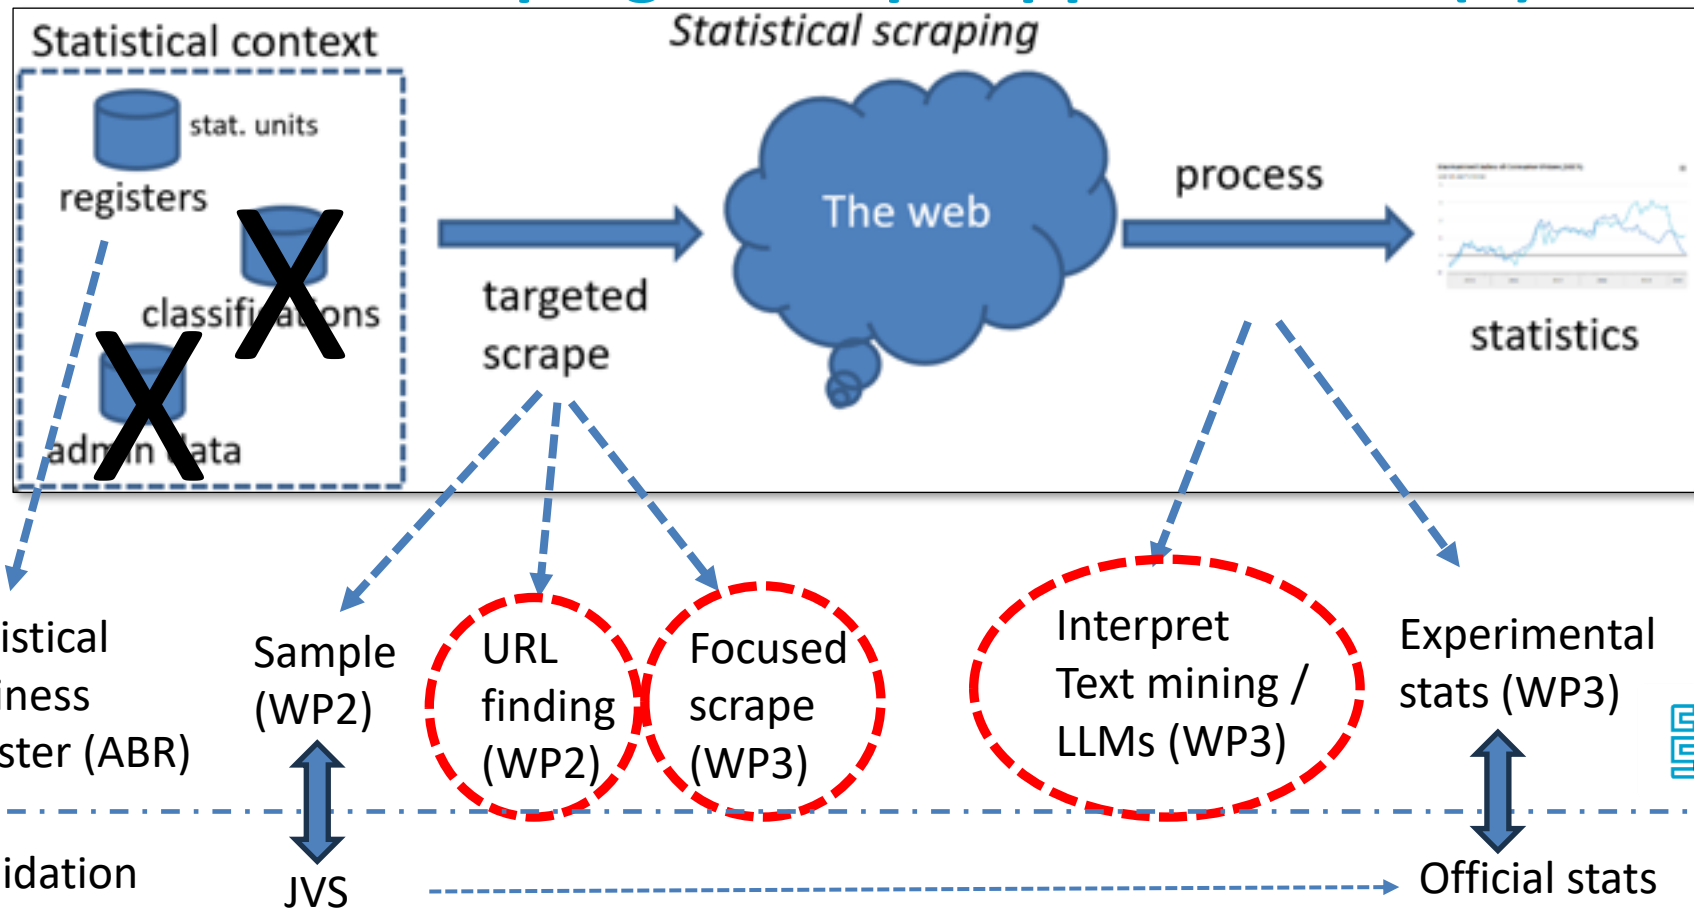 Statistical context
Statistical scraping
stat. units
registers
classifications
admin data
targeted
scrape
The web
process
statistics
istical
iness
ster (ABR)
Sample
(WP2)
URL
finding
(WP2)
Focused
scrape
(WP3)
Interpret
Text mining /
LLMs (WP3)
Experimental
stats (WP3)
idation
JVS
Official stats